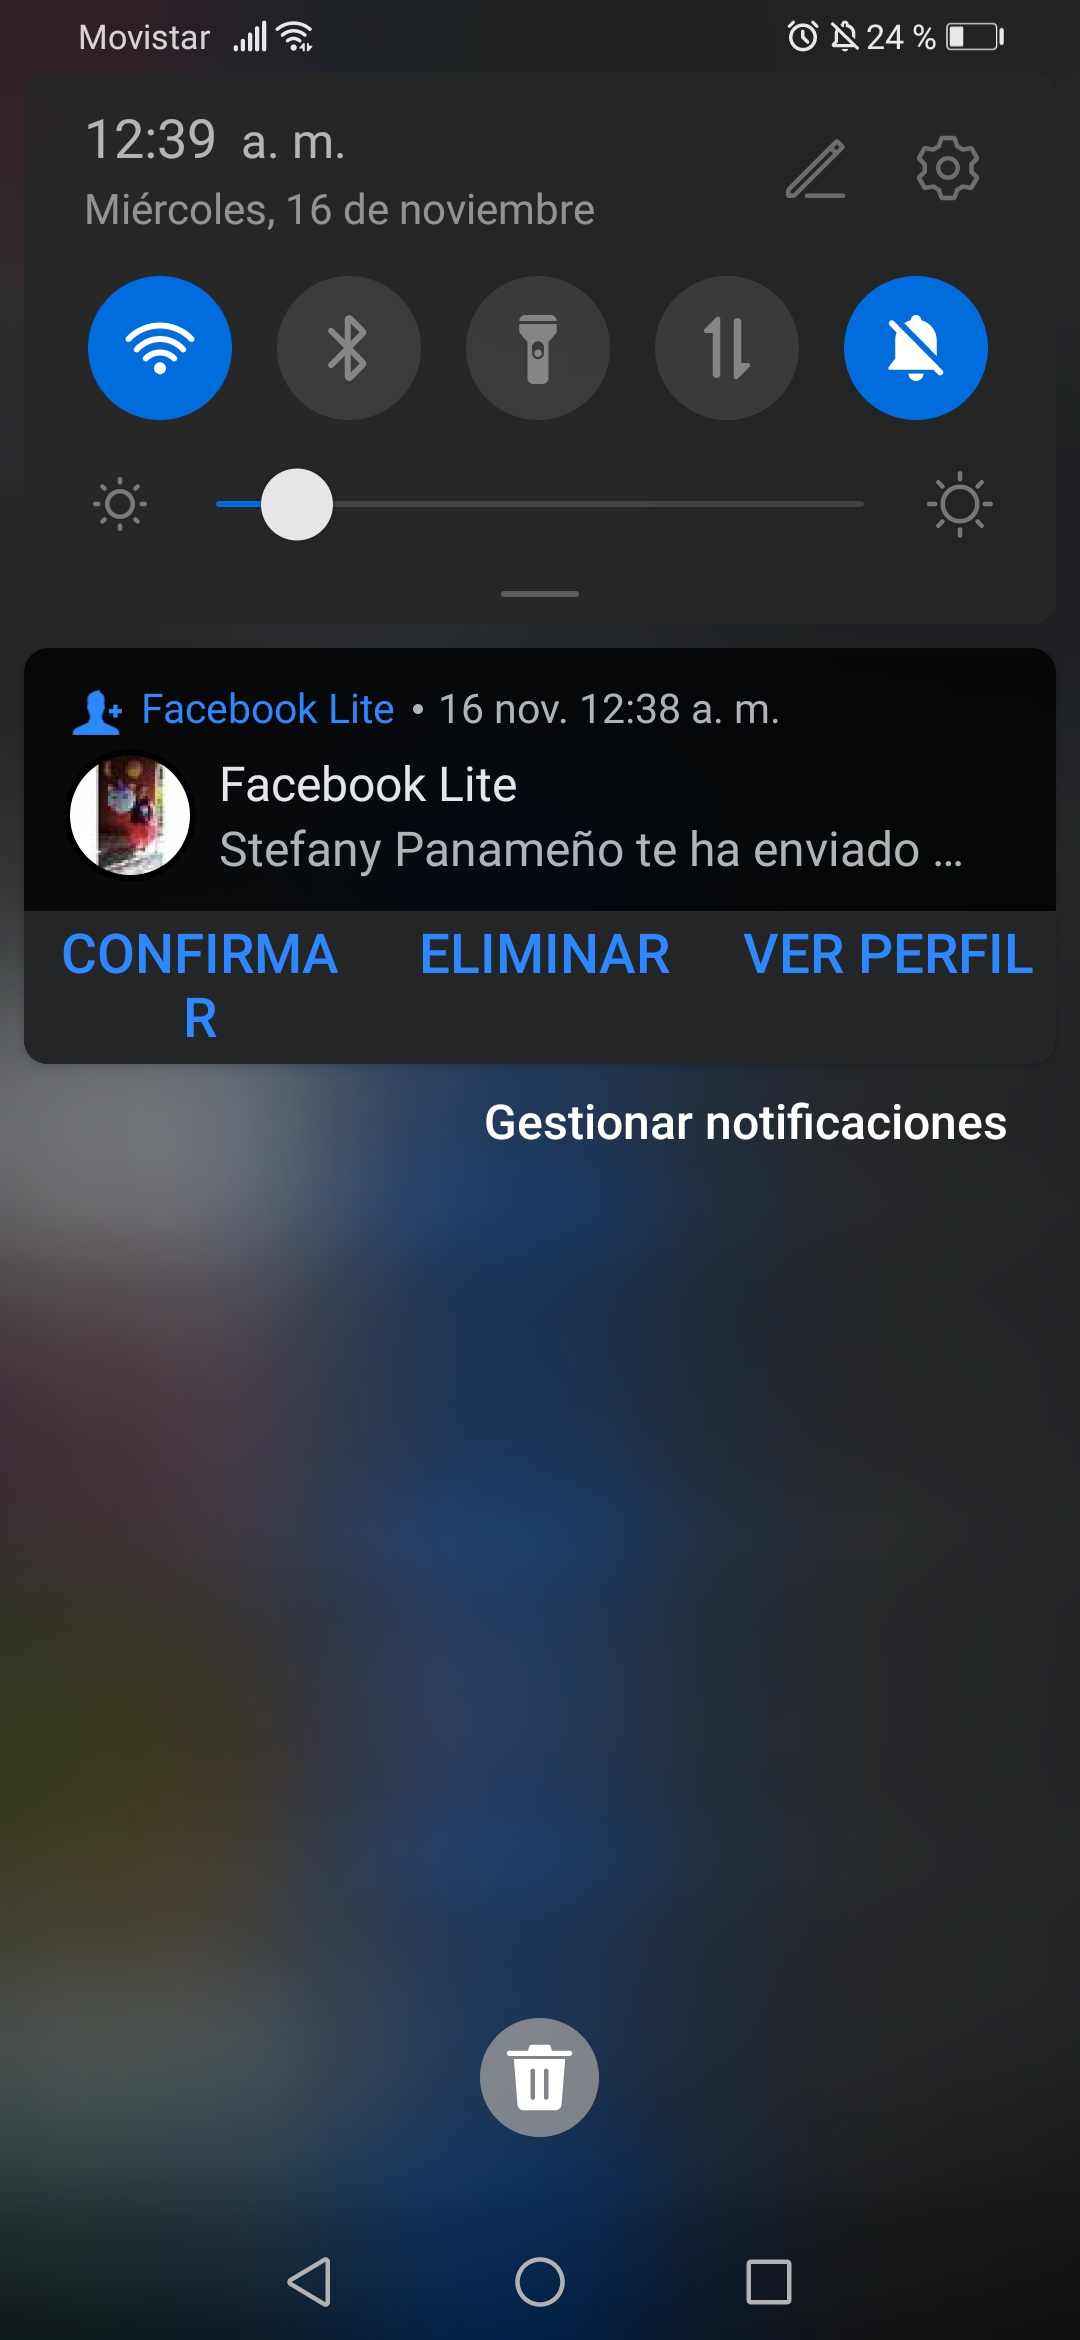 Movistar 24 %
12:39 a. m.
Miércoles, 16 de noviembre
Facebook Lite • 16 nov. 12:38 a. m.
Facebook Lite
Stefany Panameño te ha enviado ...
CONFIRMA
R
ELIMINAR
VER PERFIL
Gestionar notificaciones